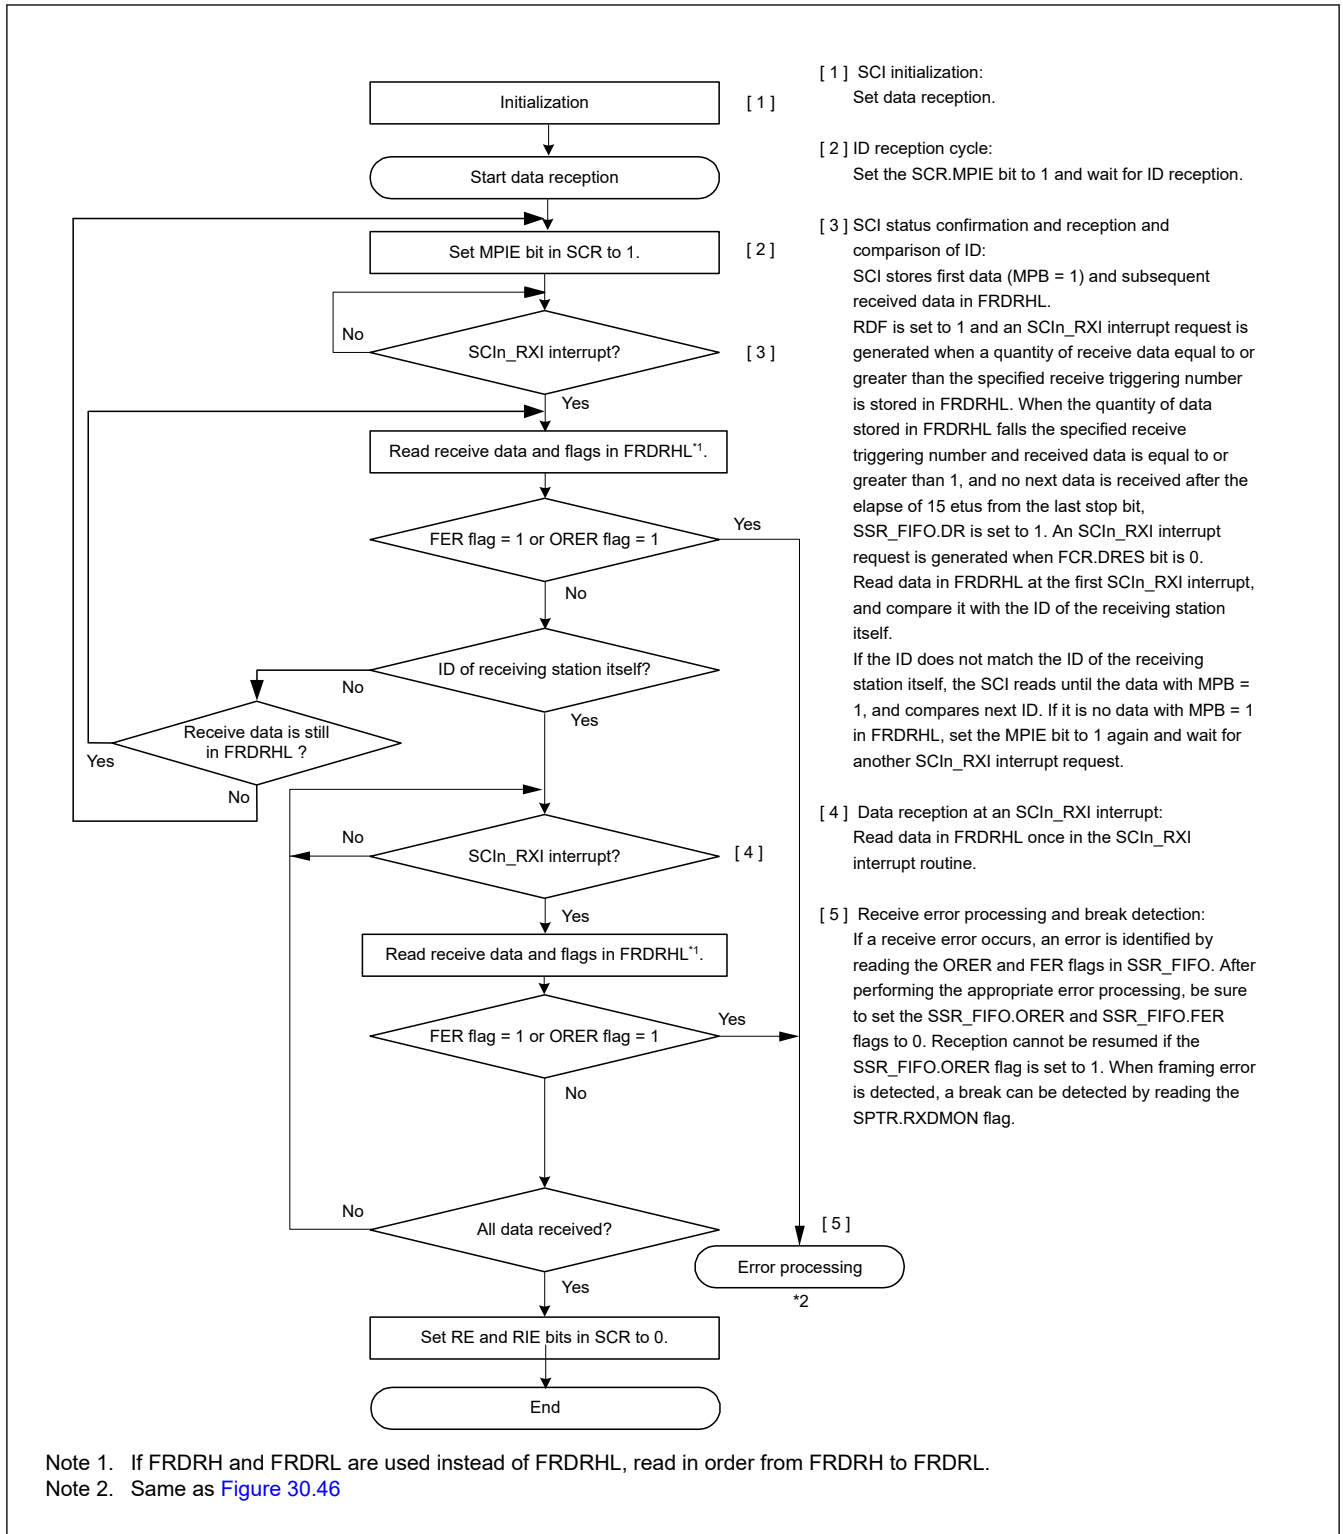 Initialization
[ 1 ]
Start data reception
Set MPIE bit in SCR to 1.
[ 2 ]
No
SCIn_RXI interrupt?
[ 3 ]
Yes
Read receive data and flags in FRDRHL*1.
FER flag = 1 or ORER flag = 1
Yes
No
ID of receiving station itself?
No
Yes
Receive data is still
in FRDRHL ?
Yes
No
No
SCIn_RXI interrupt?
[ 4 ]
Yes
Read receive data and flags in FRDRHL*1.
FER flag = 1 or ORER flag = 1
Yes
No
No
All data received?
Yes
[ 5 ]
Error processing
*2
Set RE and RIE bits in SCR to 0.
End
[ 1 ] SCI initialization:
Set data reception.
[ 2 ] ID reception cycle:
Set the SCR.MPIE bit to 1 and wait for ID reception.
[ 3 ] SCI status confirmation and reception and
comparison of ID:
SCI stores first data (MPB = 1) and subsequent
received data in FRDRHL.
RDF is set to 1 and an SCIn_RXI interrupt request is
generated when a quantity of receive data equal to or
greater than the specified receive triggering number
is stored in FRDRHL. When the quantity of data
stored in FRDRHL falls the specified receive
triggering number and received data is equal to or
greater than 1, and no next data is received after the
elapse of 15 etus from the last stop bit,
SSR_FIFO.DR is set to 1. An SCIn_RXI interrupt
request is generated when FCR.DRES bit is 0.
Read data in FRDRHL at the first SCIn_RXI interrupt,
and compare it with the ID of the receiving station
itself.
If the ID does not match the ID of the receiving
station itself, the SCI reads until the data with MPB =
1, and compares next ID. If it is no data with MPB = 1
in FRDRHL, set the MPIE bit to 1 again and wait for
another SCIn_RXI interrupt request.
[ 4 ] Data reception at an SCIn_RXI interrupt:
Read data in FRDRHL once in the SCIn_RXI
interrupt routine.
[ 5 ] Receive error processing and break detection:
If a receive error occurs, an error is identified by
reading the ORER and FER flags in SSR_FIFO. After
performing the appropriate error processing, be sure
to set the SSR_FIFO.ORER and SSR_FIFO.FER
flags to 0. Reception cannot be resumed if the
SSR_FIFO.ORER flag is set to 1. When framing error
is detected, a break can be detected by reading the
SPTR.RXDMON flag.
Note 1. If FRDRH and FRDRL are used instead of FRDRHL, read in order from FRDRH to FRDRL.
Note 2. Same as Figure 30.46